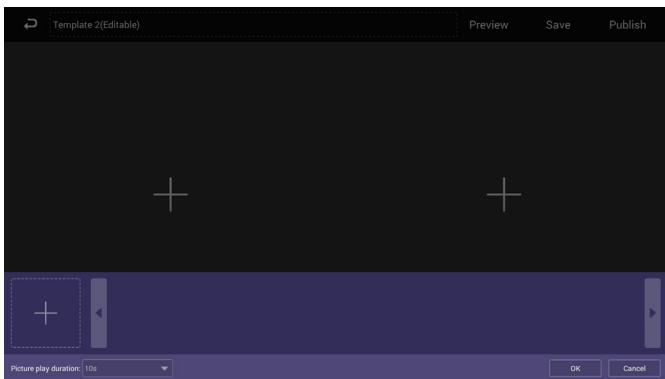 Template 2(Editable)
Preview
Save
Publish
Picture play duration: 10s
OK
Cancel